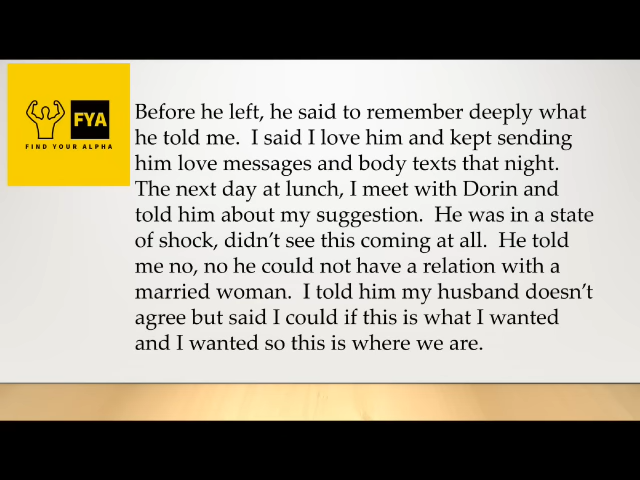 FYA
FIND YOUR ALPHA
Before he left, he said to remember deeply what
he told me.  I said I love him and kept sending
him love messages and body texts that night.
The next day at lunch, I meet with Dorin and
told him about my suggestion.  He was in a state
of shock, didn’t see this coming at all.  He told
me no, no he could not have a relation with a
married woman.  I told him my husband doesn’t
agree but said I could if this is what I wanted
and I wanted so this is where we are.